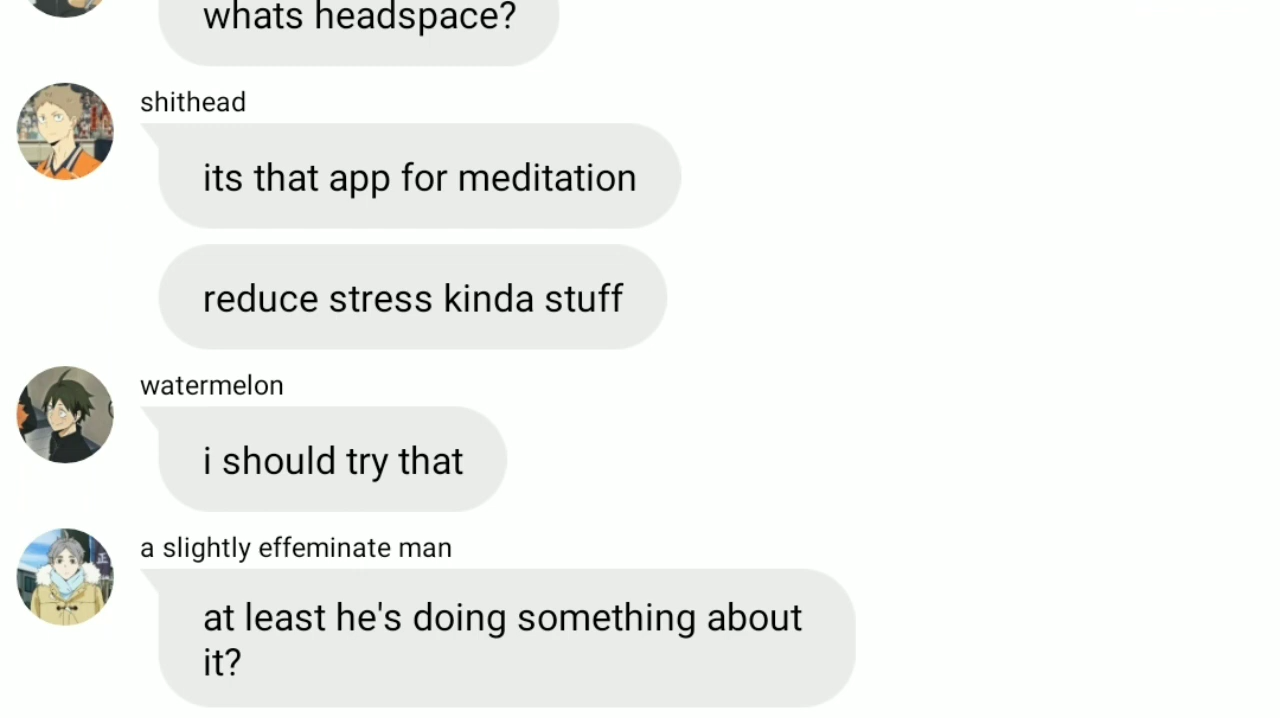 whats headspace?
shithead
its that app for meditation
reduce stress kinda stuff
watermelon
i should try that
a slightly effeminate man
at least he's doing something about
it?